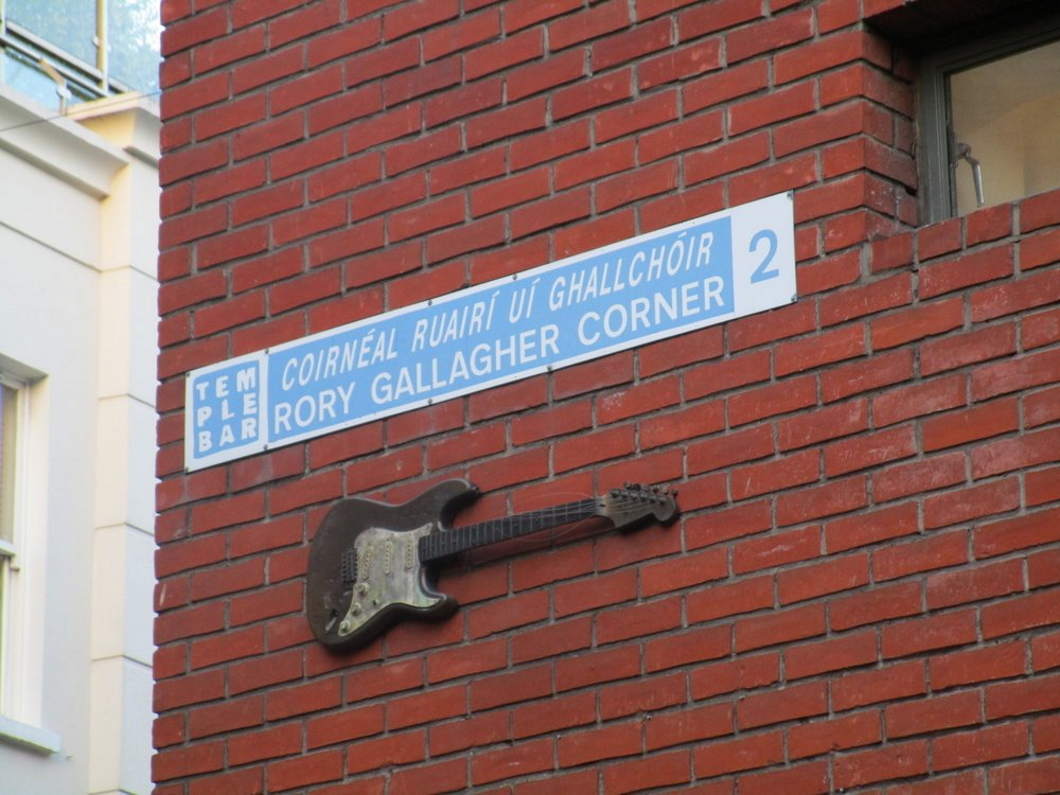 TEM
PLE
BAR
COIRNÉAL RUAIRÍ UÍ GHALLCHÓIR
RORY GALLAGHER CORNER
2